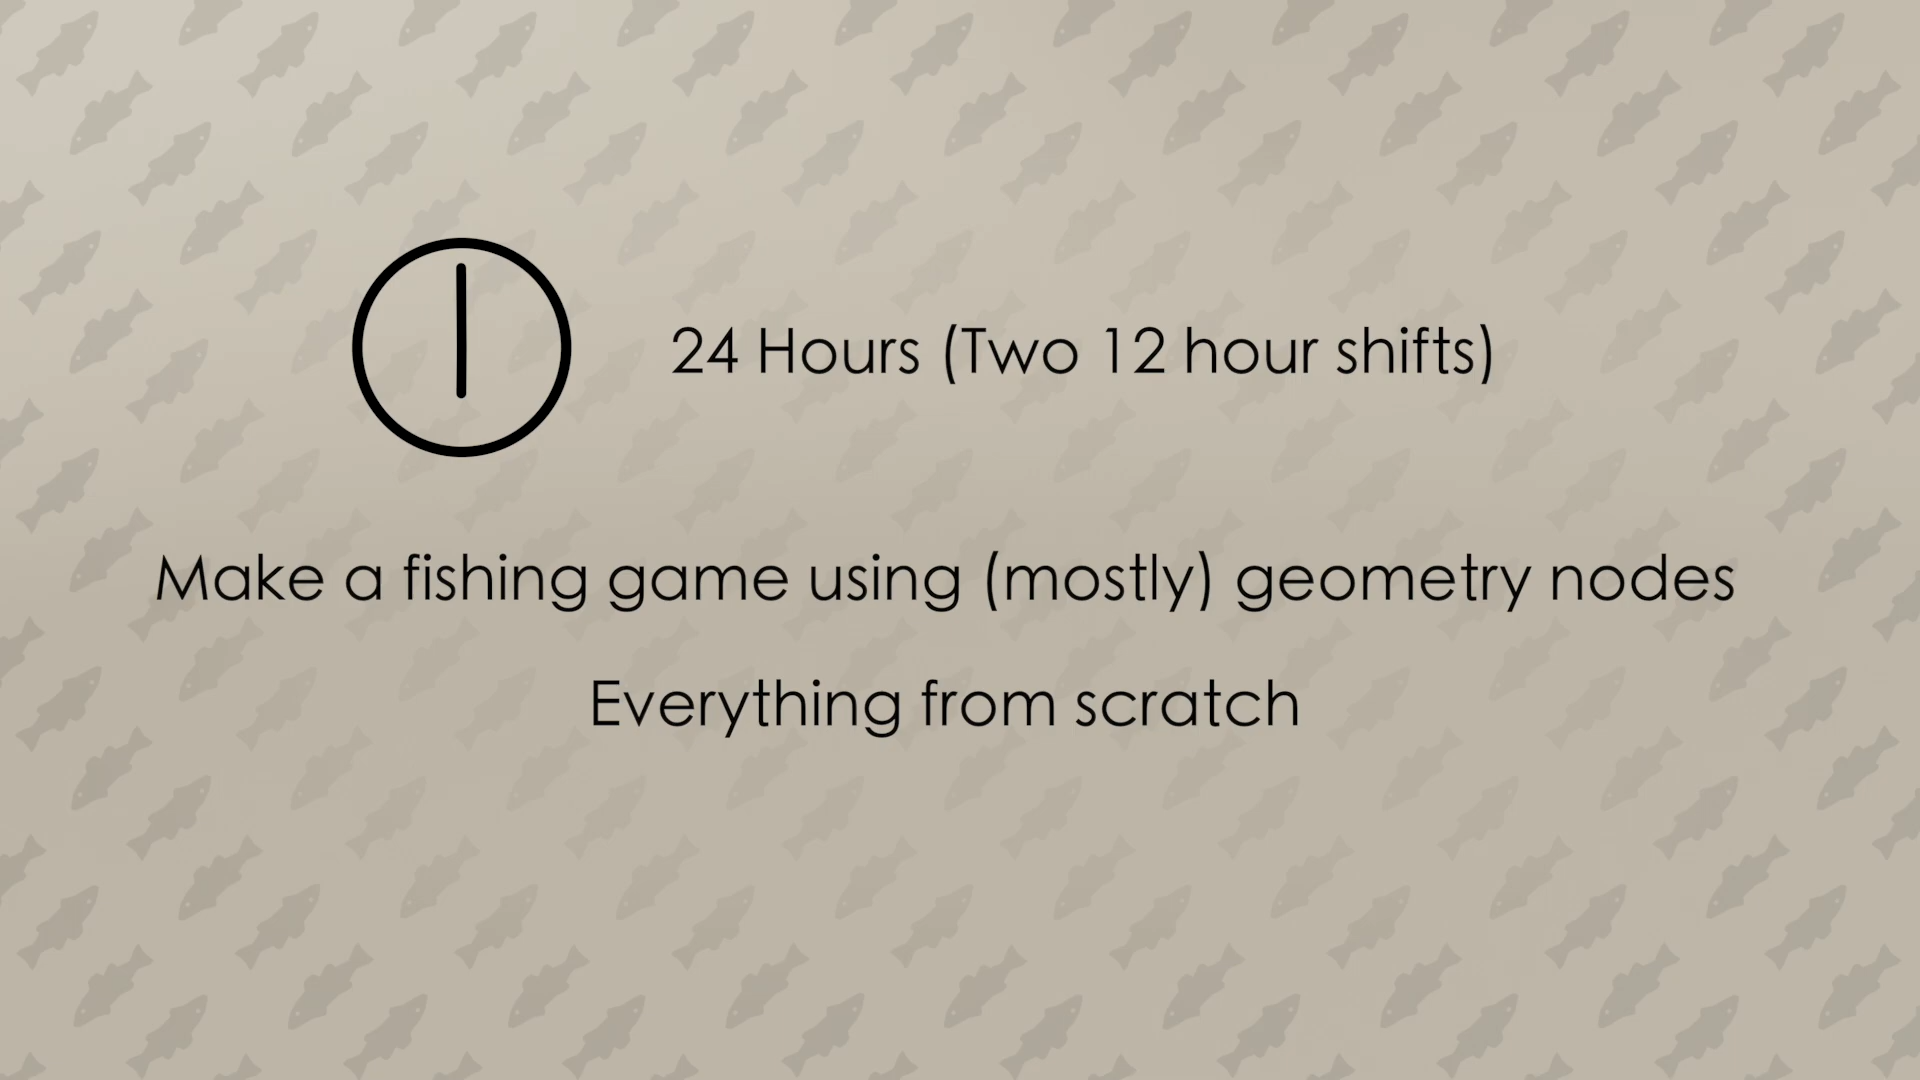 24 Hours (Two 12 hour shifts)
Make a fishing game using (mostly) geometry nodes
Everything from scratch